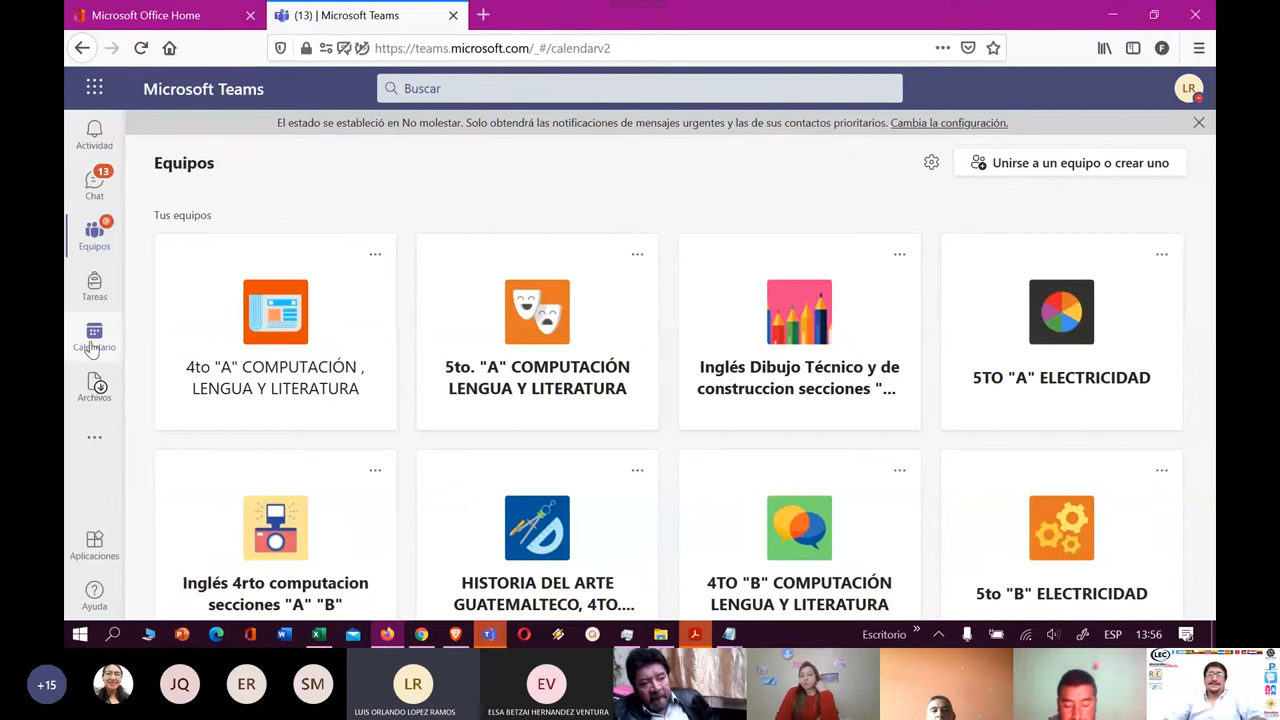 Microsoft Office Home
(13) | Microsoft Teams
https://teams.microsoft.com/_#/calendarv2
Microsoft Teams
Buscar
LR
El estado se estableció en No molestar. Solo obtendrá las notificaciones de mensajes urgentes y las de sus contactos prioritarios. Cambia la configuración.
Actividad
13
Chat
Equipos
Tareas
Calendario
Archivos
Aplicaciones
Ayuda
Equipos
Unirse a un equipo o crear uno
Tus equipos
4to "A" COMPUTACIÓN ,
LENGUA Y LITERATURA
5to. "A" COMPUTACIÓN
LENGUA Y LITERATURA
Inglés Dibujo Técnico y de
construccion secciones "...
5TO "A" ELECTRICIDAD
Inglés 4rto computacion
secciones "A" "B"
HISTORIA DEL ARTE
GUATEMALTECO, 4TO....
4TO "B" COMPUTACIÓN
LENGUA Y LITERATURA
5to "B" ELECTRICIDAD
Escritorio
ESP
13:56
+15
JQ
ER
SM
LR
LUIS ORLANDO LOPEZ RAMOS
EV
ELSA BETZAI HERNANDEZ VENTURA
LEC